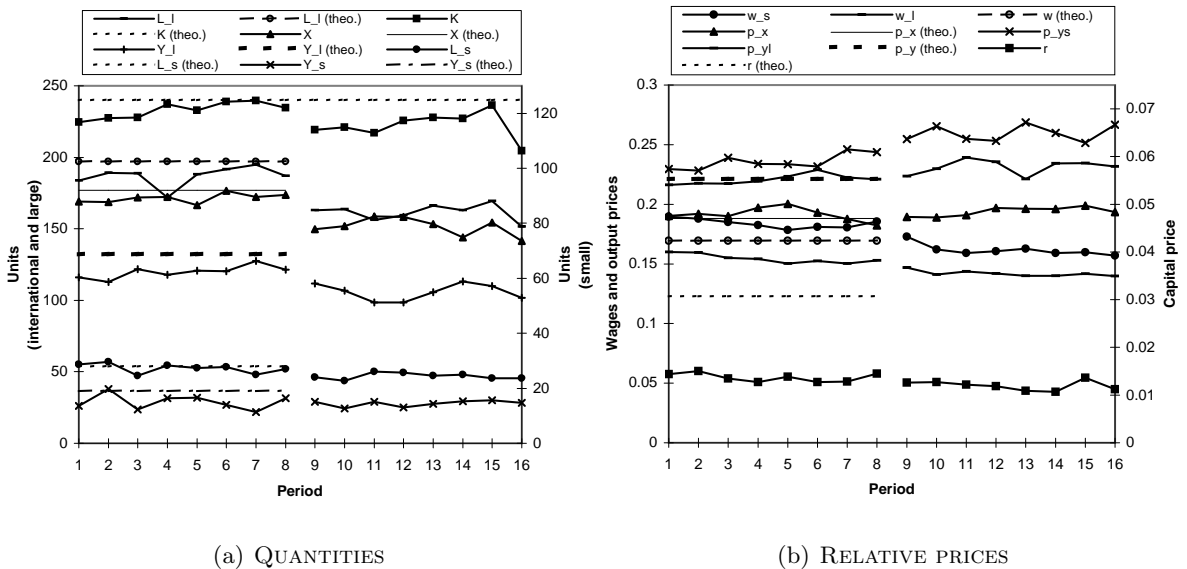 L_l L_l (theo.) K
K (theo.) X X (theo.)
Y_l Y_l (theo.) L_s
L_s (theo.) Y_s Y_s (theo.)
250
200
150
100
50
0
120
100
80
60
40
20
0
Units
(international and large)
Units
(small)
1 2 3 4 5 6 7 8 9 10 11 12 13 14 15 16
Period
(a) Quantities
w_s w_l w (theo.)
p_x p_x (theo.) p_ys
p_yl p_y (theo.) r
r (theo.)
0.3
0.25
0.2
0.15
0.1
0.05
0
0.07
0.06
0.05
0.04
0.03
0.02
0.01
0
Wages and output prices
Capital price
1 2 3 4 5 6 7 8 9 10 11 12 13 14 15 16
Period
(b) Relative prices